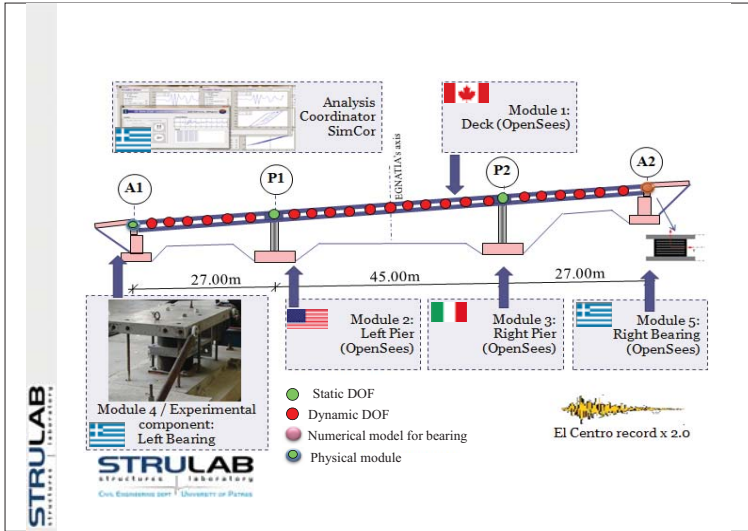 Analysis
Coordinator
SimCor
Module 1:
Deck (OpenSees)
EGNATIA's axis
A1
P1
P2
A2
27.00m
45.00m
27.00m
Module 2:
Left Pier
(OpenSees)
Module 3:
Right Pier
(OpenSees)
Module 5:
Right Bearing
(OpenSees)
Module 4 / Experimental
component:
Left Bearing
Static DOF
Dynamic DOF
Numerical model for bearing
Physical module
El Centro record x 2.0
STRULAB
structures laboratory
CIVIL ENGINEERING DEPT UNIVERSITY OF PATRAS
STRULAB
structures laboratory